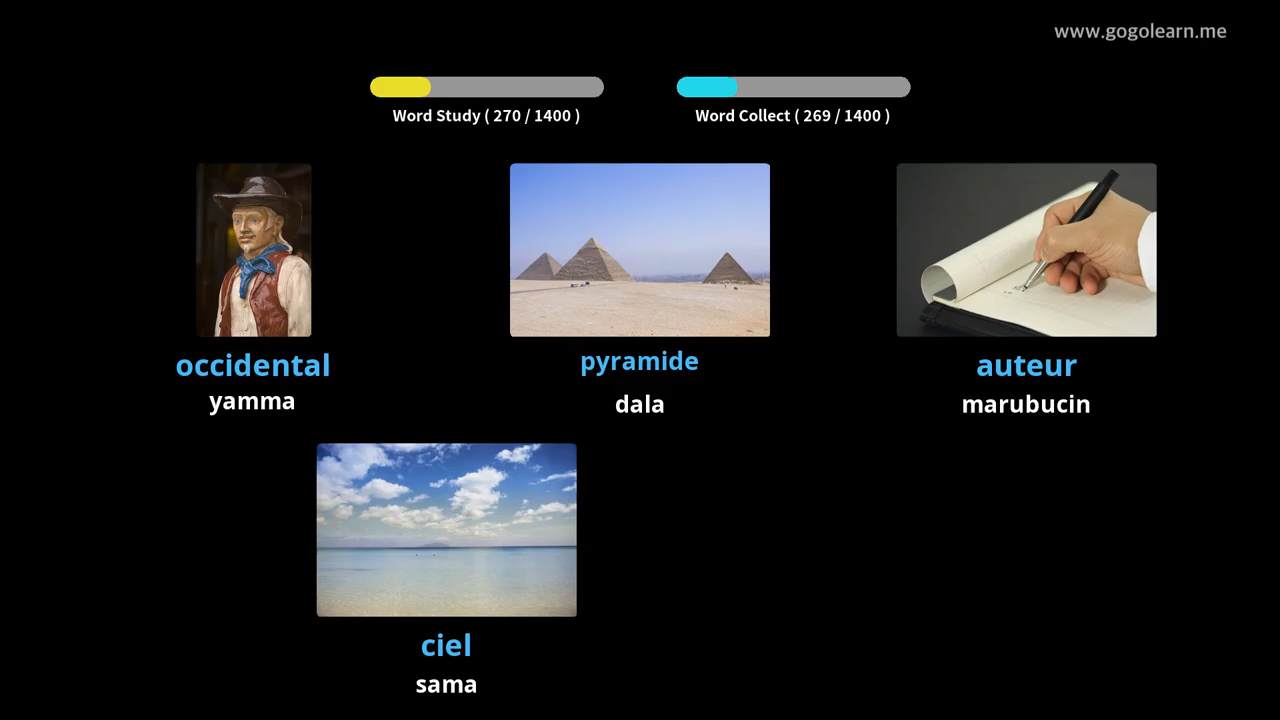 www.gogolearn.me
Word Study ( 270 / 1400 )
Word Collect ( 269 / 1400 )
occidental
yamma
pyramide
dala
auteur
marubucin
ciel
sama